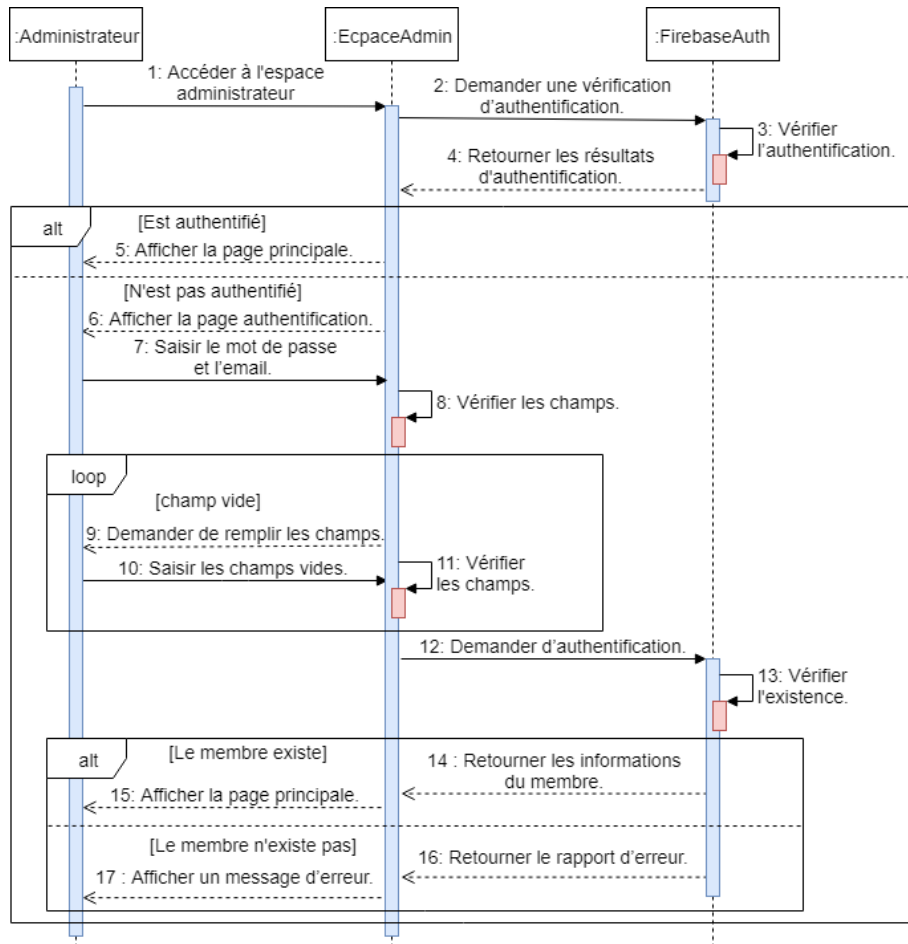 :Administrateur
:EcpaceAdmin
:FirebaseAuth
1: Accéder à l'espace
administrateur
2: Demander une vérification
d’authentification.
3: Vérifier
l’authentification.
4: Retourner les résultats
d'authentification.
alt
[Est authentifié]
5: Afficher la page principale.
[N'est pas authentifié]
6: Afficher la page authentification.
7: Saisir le mot de passe
et l’email.
8: Vérifier les champs.
loop
[champ vide]
9: Demander de remplir les champs.
10: Saisir les champs vides.
11: Vérifier
les champs.
12: Demander d’authentification.
13: Vérifier
l'existence.
alt
[Le membre existe]
14 : Retourner les informations
du membre.
15: Afficher la page principale.
[Le membre n'existe pas]
16: Retourner le rapport d’erreur.
17 : Afficher un message d’erreur.